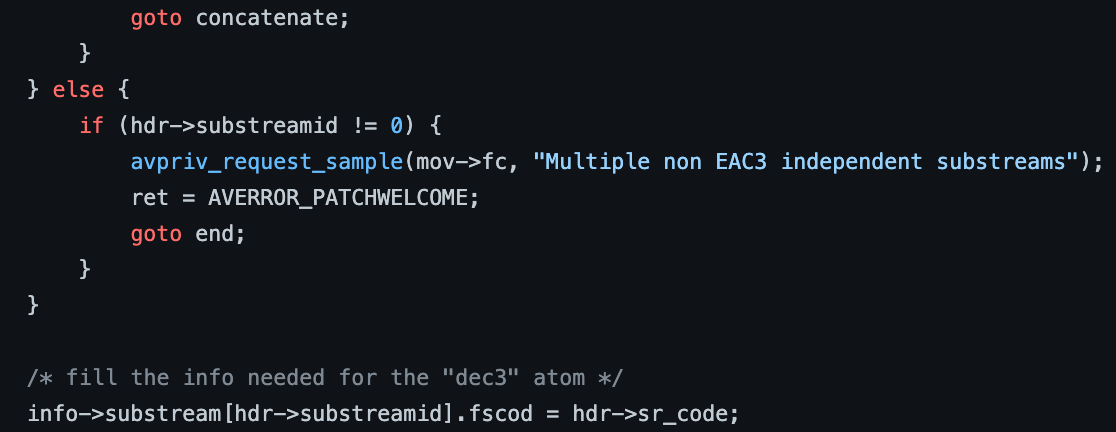 goto concatenate;
}
} else {
if (hdr->substreamid != 0) {
avpriv_request_sample(mov->fc, "Multiple non EAC3 independent substreams");
ret = AVERROR_PATCHWELCOME;
goto end;
}
}
/* fill the info needed for the "dec3" atom */
info->substream[hdr->substreamid].fscod = hdr->sr_code;